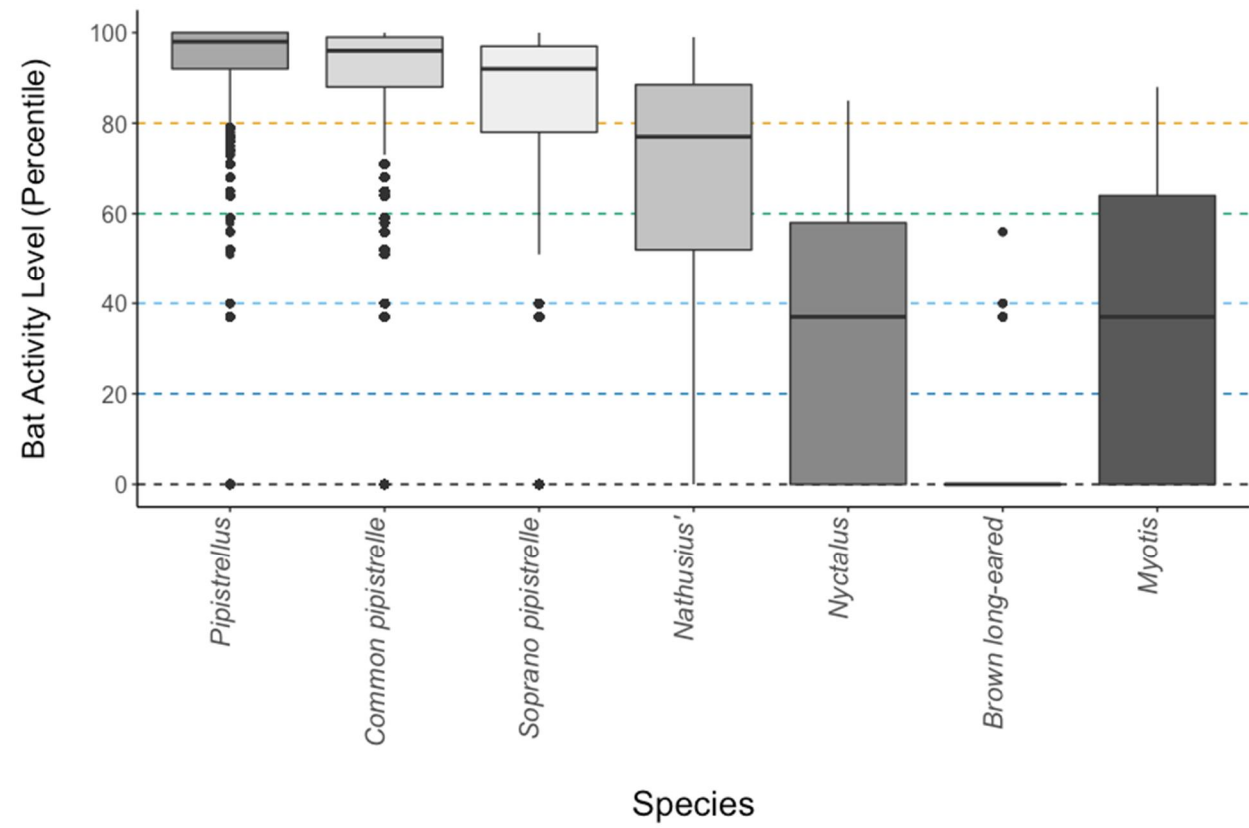 Bat Activity Level (Percentile)
100
80
60
40
20
0
Pipistrellus
Common pipistrelle
Soprano pipistrelle
Nathusius'
Nyctalus
Brown long-eared
Myotis
Species